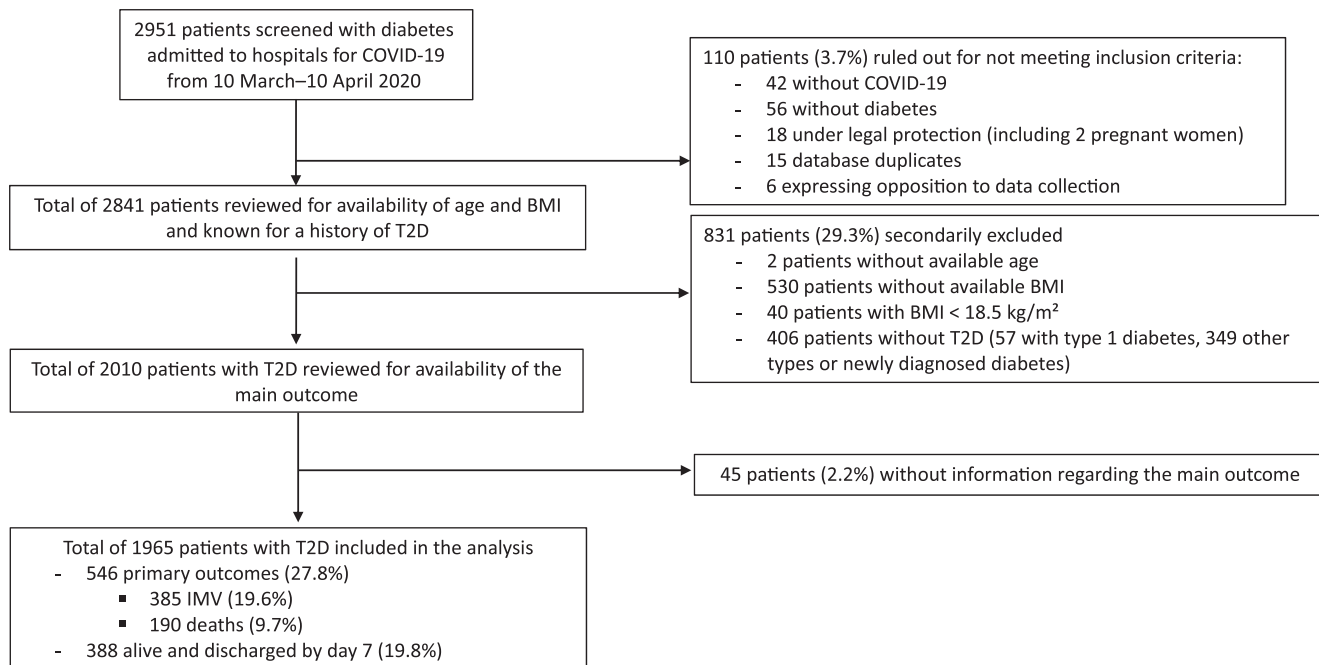 2951 patients screened with diabetes
admitted to hospitals for COVID-19
from 10 March–10 April 2020
110 patients (3.7%) ruled out for not meeting inclusion criteria:
- 42 without COVID-19
- 56 without diabetes
- 18 under legal protection (including 2 pregnant women)
- 15 database duplicates
- 6 expressing opposition to data collection
Total of 2841 patients reviewed for availability of age and BMI
and known for a history of T2D
831 patients (29.3%) secondarily excluded
- 2 patients without available age
- 530 patients without available BMI
- 40 patients with BMI < 18.5 kg/m²
- 406 patients without T2D (57 with type 1 diabetes, 349 other
types or newly diagnosed diabetes)
Total of 2010 patients with T2D reviewed for availability of the
main outcome
45 patients (2.2%) without information regarding the main outcome
Total of 1965 patients with T2D included in the analysis
- 546 primary outcomes (27.8%)
▪ 385 IMV (19.6%)
▪ 190 deaths (9.7%)
- 388 alive and discharged by day 7 (19.8%)